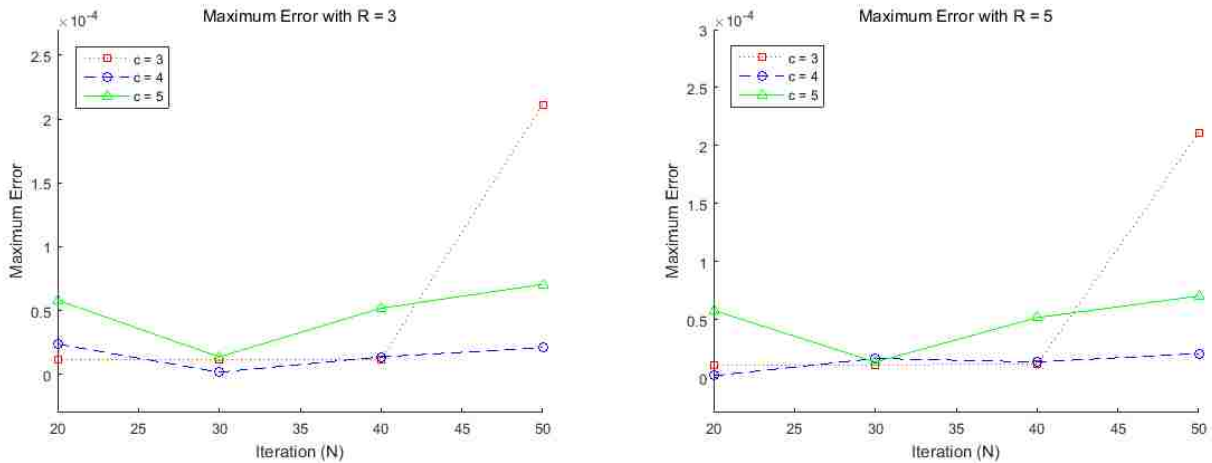 Maximum Error with R = 3
×10^-4
2.5
2
1.5
1
0.5
0
20 25 30 35 40 45 50
Iteration (N)
Maximum Error
c = 3
c = 4
c = 5
Maximum Error with R = 5
×10^-4
3
2.5
2
1.5
1
0.5
0
20 25 30 35 40 45 50
Iteration (N)
Maximum Error
c = 3
c = 4
c = 5